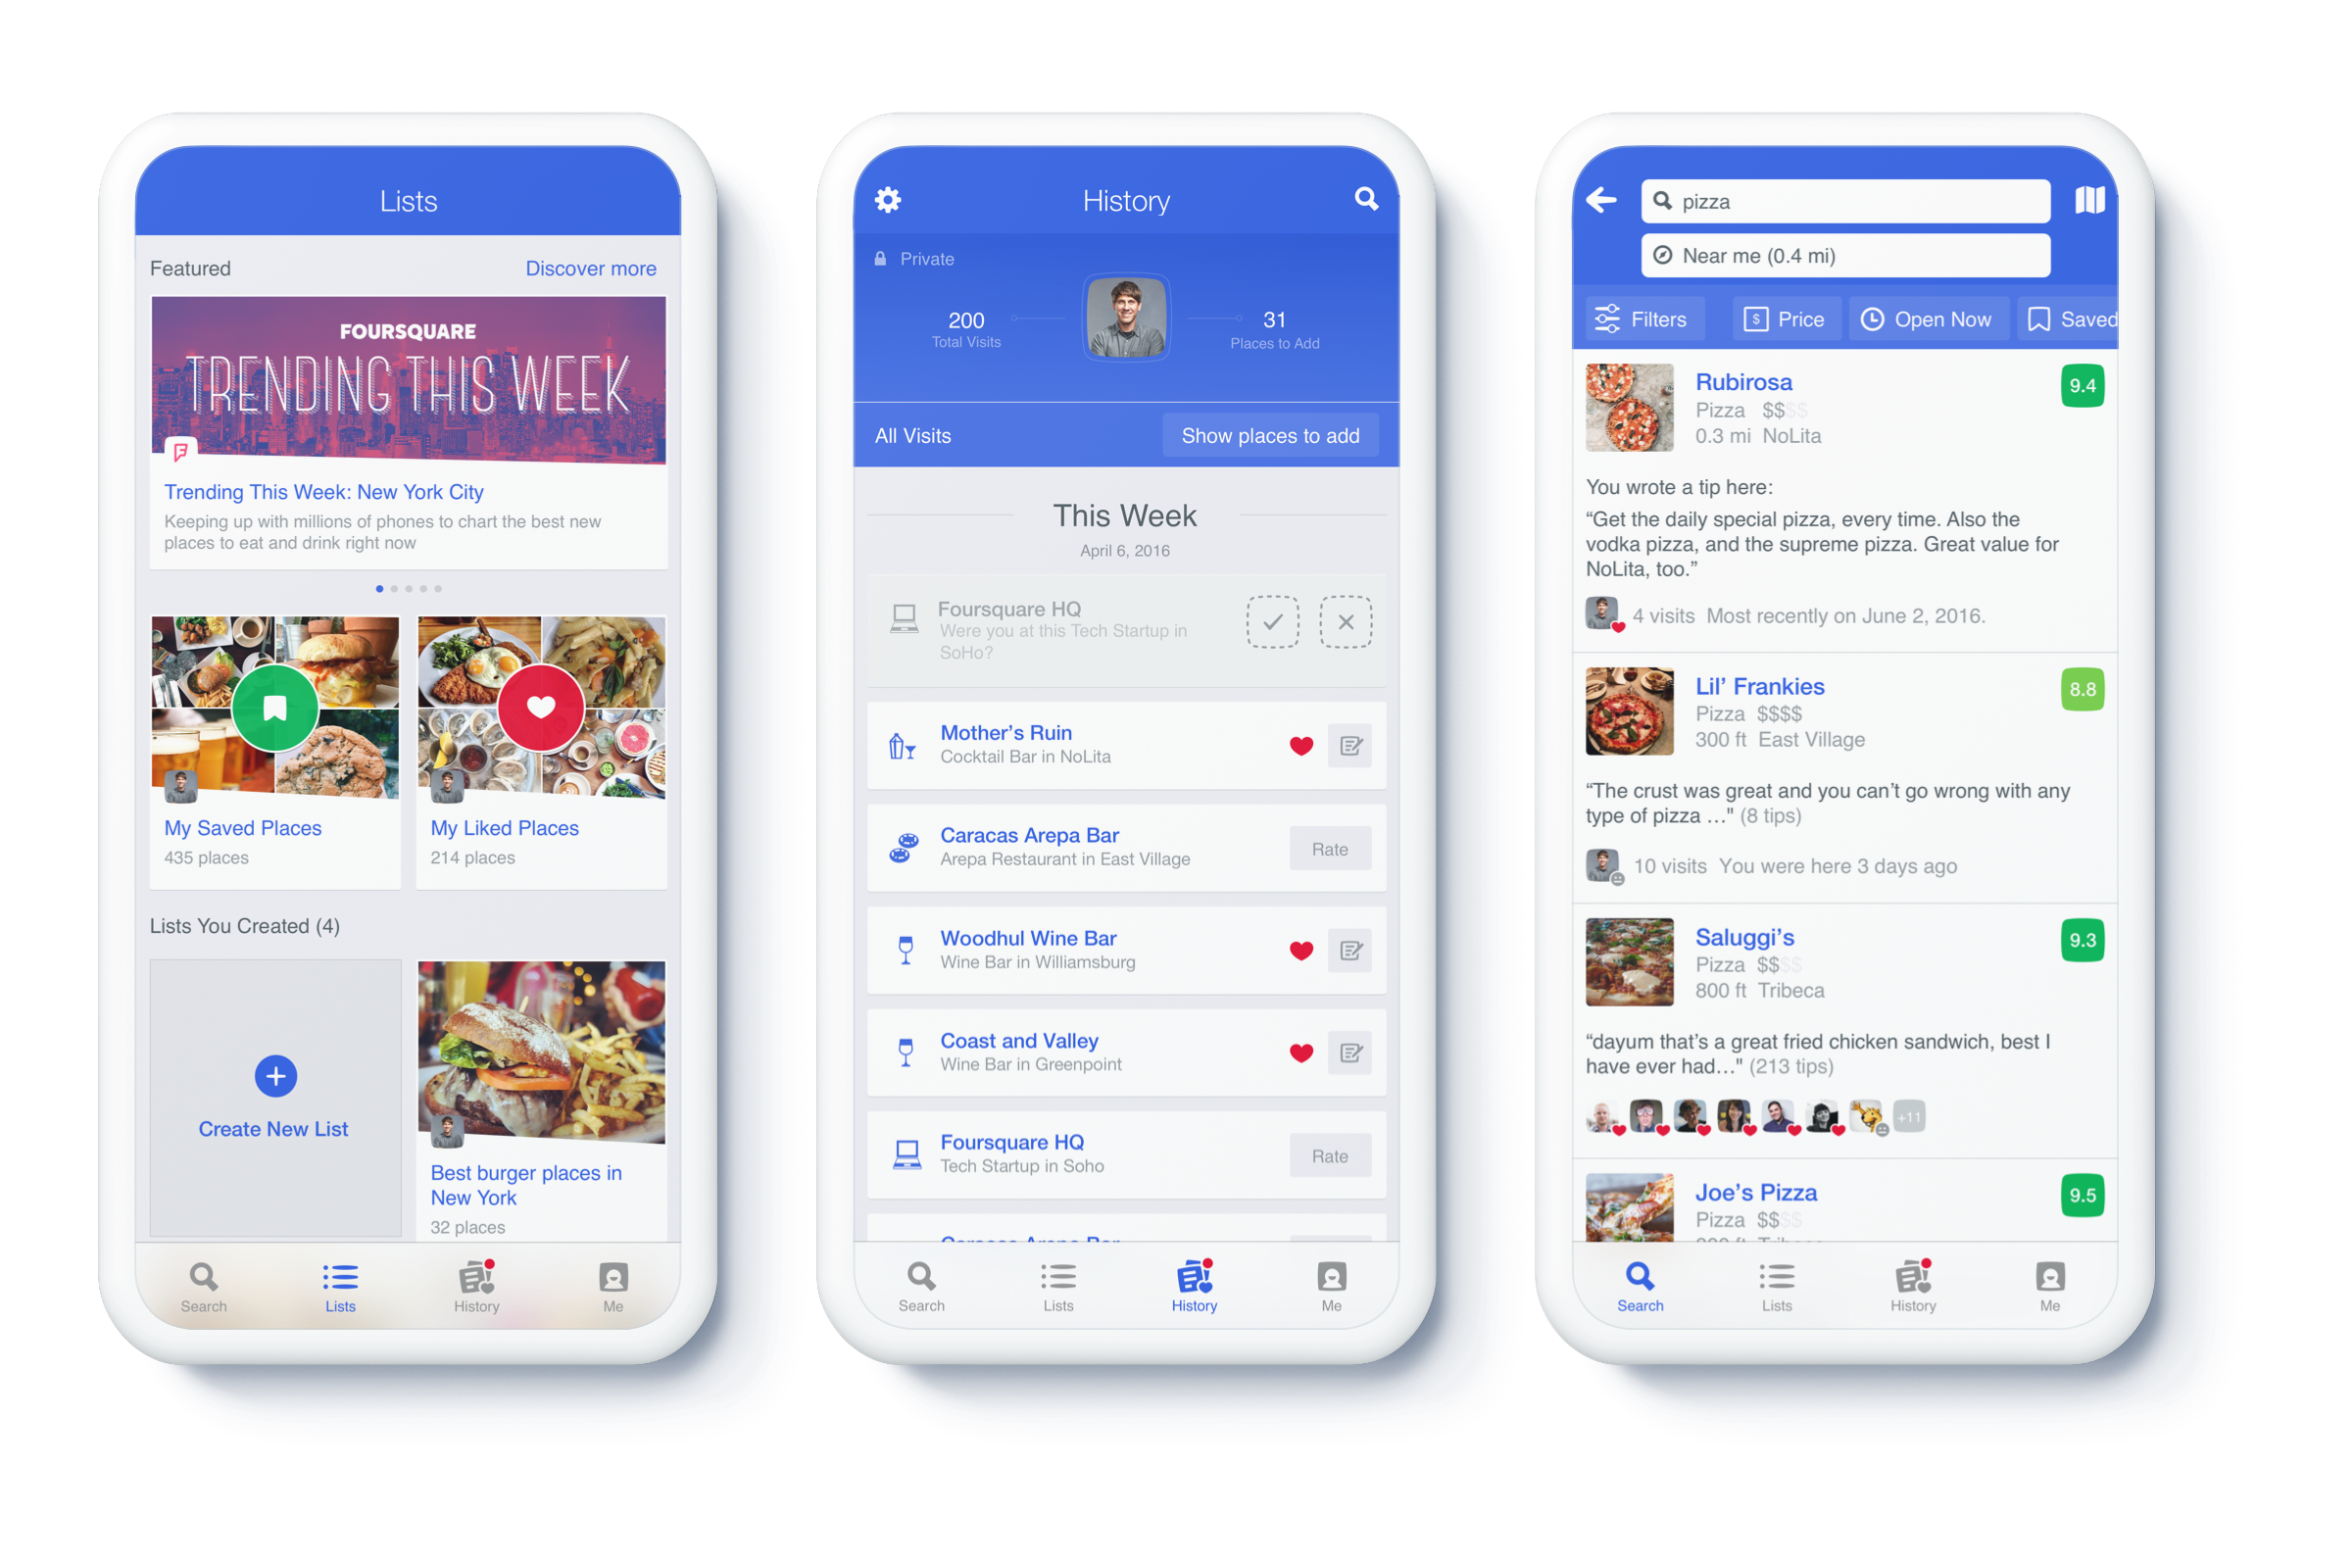 Lists
Featured
Discover more
FOURSQUARE
TRENDING THIS WEEK
Trending This Week: New York City
Keeping up with millions of phones to chart the best new
places to eat and drink right now
My Saved Places
435 places
My Liked Places
214 places
Lists You Created (4)
Create New List
Best burger places in
New York
32 places
Search
Lists
History
Me
History
Private
200
Total Visits
31
Places to Add
All Visits
Show places to add
This Week
April 6, 2016
Foursquare HQ
Were you at this Tech Startup in
SoHo?
Mother’s Ruin
Cocktail Bar in NoLita
Caracas Arepa Bar
Arepa Restaurant in East Village
Rate
Woodhul Wine Bar
Wine Bar in Williamsburg
Coast and Valley
Wine Bar in Greenpoint
Foursquare HQ
Tech Startup in Soho
Rate
Caracas Arepa Bar
Search
Lists
History
Me
pizza
Near me (0.4 mi)
Filters
$ Price
Open Now
Saved
Rubirosa
9.4
Pizza $$$$
0.3 mi NoLita
You wrote a tip here:
“Get the daily special pizza, every time. Also the
vodka pizza, and the supreme pizza. Great value for
NoLita, too.”
4 visits Most recently on June 2, 2016.
Lil’ Frankies
8.8
Pizza $$$$
300 ft East Village
“The crust was great and you can’t go wrong with any
type of pizza …" (8 tips)
10 visits You were here 3 days ago
Saluggi’s
9.3
Pizza $$$$
800 ft Tribeca
“dayum that’s a great fried chicken sandwich, best I
have ever had…" (213 tips)
+11
Joe’s Pizza
9.5
Pizza $$$$
Search
Lists
History
Me